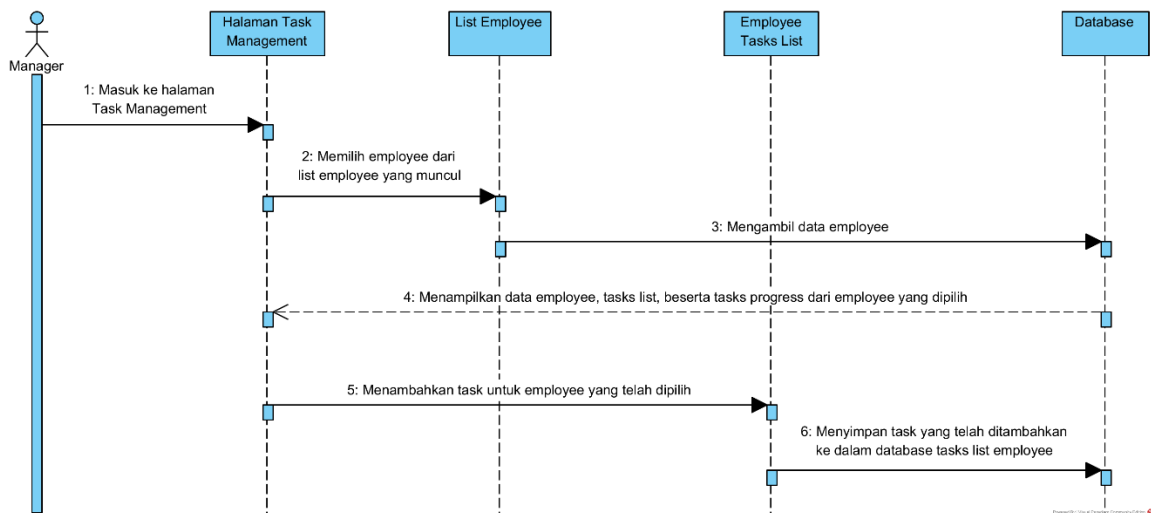 Manager
Halaman Task
Management
List Employee
Employee
Tasks List
Database
1: Masuk ke halaman
Task Management
2: Memilih employee dari
list employee yang muncul
3: Mengambil data employee
4: Menampilkan data employee, tasks list, beserta tasks progress dari employee yang dipilih
5: Menambahkan task untuk employee yang telah dipilih
6: Menyimpan task yang telah ditambahkan
ke dalam database tasks list employee